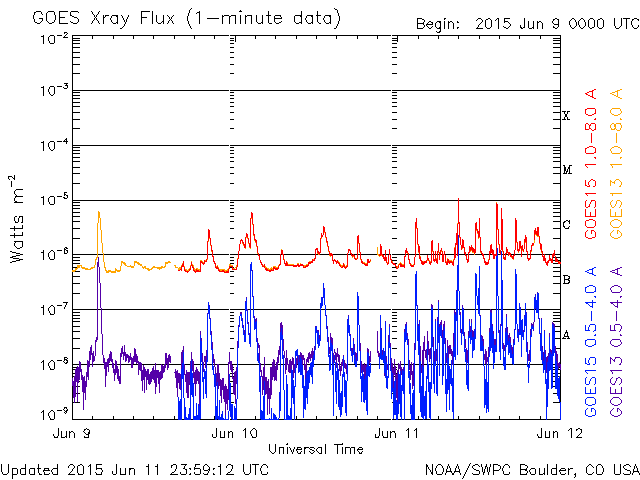 GOES Xray Flux (1-minute data)
Begin: 2015 Jun 9 0000 UTC
10-2
10-3
10-4
10-5
10-6
10-7
10-8
10-9
Watts m-2
X
M
C
B
A
GOES15 1.0-8.0 A
GOES13 1.0-8.0 A
GOES15 0.5-4.0 A
GOES13 0.5-4.0 A
Jun 9
Jun 10
Jun 11
Jun 12
Universal Time
Updated 2015 Jun 11 23:59:12 UTC
NOAA/SWPC Boulder, CO USA